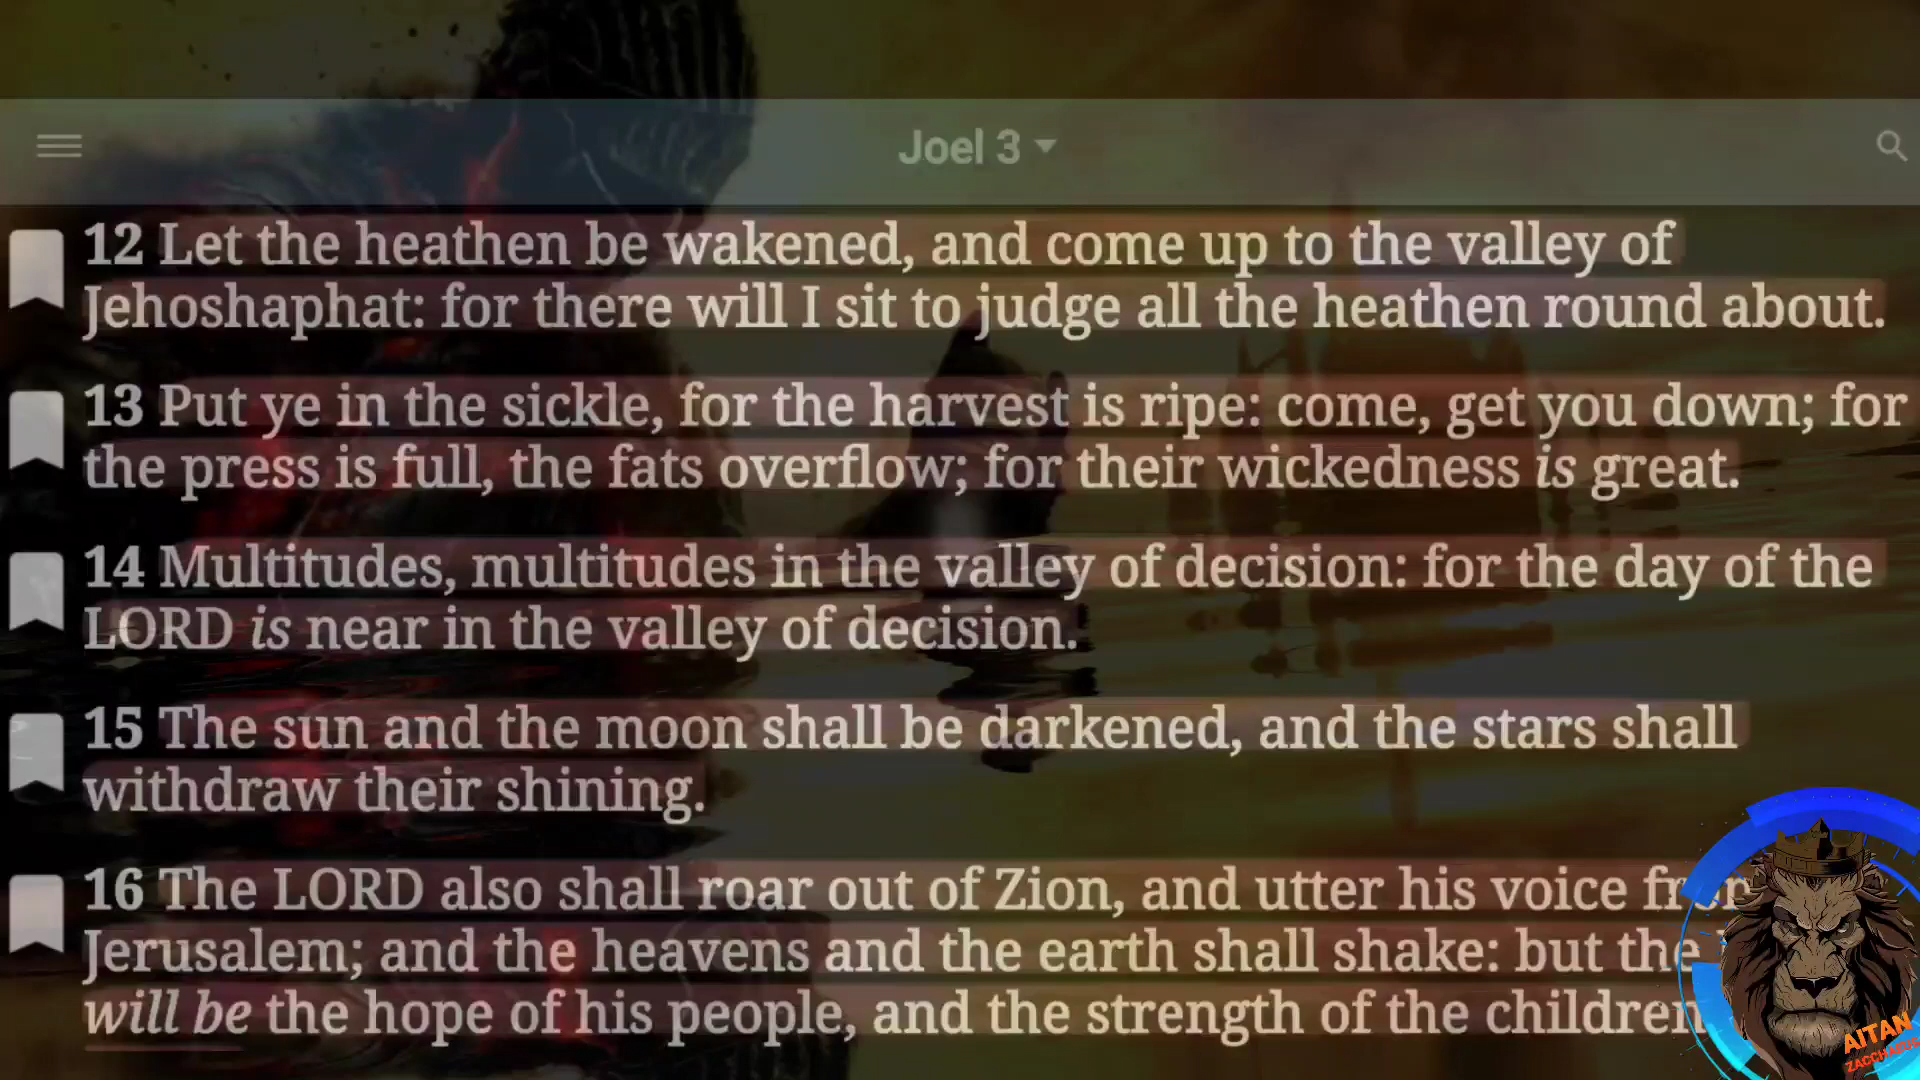 Joel 3
12 Let the heathen be wakened, and come up to the valley of
Jehoshaphat: for there will I sit to judge all the heathen round about.
13 Put ye in the sickle, for the harvest is ripe: come, get you down; for
the press is full, the fats overflow; for their wickedness is great.
14 Multitudes, multitudes in the valley of decision: for the day of the
LORD is near in the valley of decision.
15 The sun and the moon shall be darkened, and the stars shall
withdraw their shining.
16 The LORD also shall roar out of Zion, and utter his voice
Jerusalem; and the heavens and the earth shall shake: but the
will be the hope of his people, and the strength of the children
AITAN
ZACCHAEUS